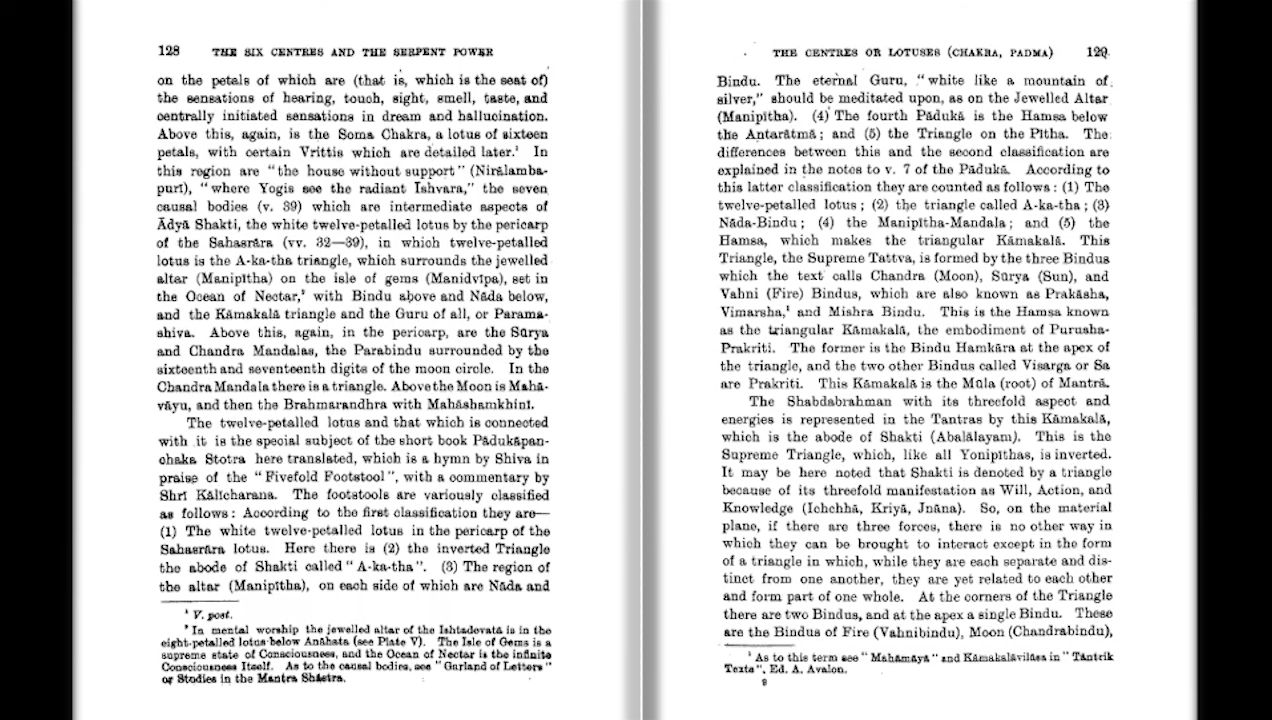 128 THE SIX CENTRES AND THE SERPENT POWER
on the petals of which are (that is, which is the seat of)
the sensations of hearing, touch, sight, smell, taste, and
centrally initiated sensations in dream and hallucination.
Above this, again, is the Soma Chakra, a lotus of sixteen
petals, with certain Vrittis which are detailed later.¹ In
this region are "the house without support" (Nirālamba-
purī), "where Yogis see the radiant Ishvara," the seven
causal bodies (v. 39) which are intermediate aspects of
Ādyā Shakti, the white twelve-petalled lotus by the pericarp
of the Sahasrāra (vv. 32—39), in which twelve-petalled
lotus is the A-ka-tha triangle, which surrounds the jewelled
altar (Manipītha) on the isle of gems (Manidvīpa), set in
the Ocean of Nectar,² with Bindu above and Nāda below,
and the Kāmakalā triangle and the Guru of all, or Parama-
shiva. Above this, again, in the pericarp, are the Sūrya
and Chandra Mandalas, the Parabindu surrounded by the
sixteenth and seventeenth digits of the moon circle. In the
Chandra Mandala there is a triangle. Above the Moon is Mahā-
vāyu, and then the Brahmarandhra with Mahāshamkhinī.
The twelve-petalled lotus and that which is connected
with it is the special subject of the short book Pādukāpan-
chaka Stotra here translated, which is a hymn by Shiva in
praise of the "Fivefold Footstool", with a commentary by
Shrī Kālīcharana. The footstools are variously classified
as follows: According to the first classification they are—
(1) The white twelve-petalled lotus in the pericarp of the
Sahasrāra lotus. Here there is (2) the inverted Triangle
the abode of Shakti called "A-ka-tha". (3) The region of
the altar (Manipītha), on each side of which are Nāda and
¹ V. post.
² In mental worship the jewelled altar of the Ishtadevatā is in the
eight-petalled lotus below Anāhata (see Plate V). The Isle of Gems is a
supreme state of Consciousness, and the Ocean of Nectar is the infinite
Consciousness Itself. As to the causal bodies, see "Garland of Letters"
or Studies in the Mantra Shāstra.
THE CENTRES OR LOTUSES (CHAKRA, PADMA) 129
Bindu. The eternal Guru, "white like a mountain of
silver," should be meditated upon, as on the Jewelled Altar
(Manipītha). (4) The fourth Pādukā is the Hamsa below
the Antarātmā; and (5) the Triangle on the Pītha. The
differences between this and the second classification are
explained in the notes to v. 7 of the Pādukā. According to
this latter classification they are counted as follows: (1) The
twelve-petalled lotus; (2) the triangle called A-ka-tha; (3)
Nāda-Bindu; (4) the Manipītha-Mandala; and (5) the
Hamsa, which makes the triangular Kāmakalā. This
Triangle, the Supreme Tattva, is formed by the three Bindus
which the text calls Chandra (Moon), Sūrya (Sun), and
Vahni (Fire) Bindus, which are also known as Prakāsha,
Vimarsha,¹ and Mishra Bindu. This is the Hamsa known
as the triangular Kāmakalā, the embodiment of Purusha-
Prakriti. The former is the Bindu Hamkāra at the apex of
the triangle, and the two other Bindus called Visarga or Sa
are Prakriti. This Kāmakalā is the Mūla (root) of Mantrā.
The Shabdabrahman with its threefold aspect and
energies is represented in the Tantras by this Kāmakalā,
which is the abode of Shakti (Abalālayam). This is the
Supreme Triangle, which, like all Yonipīthas, is inverted.
It may be here noted that Shakti is denoted by a triangle
because of its threefold manifestation as Will, Action, and
Knowledge (Ichchhā, Kriyā, Jnāna). So, on the material
plane, if there are three forces, there is no other way in
which they can be brought to interact except in the form
of a triangle in which, while they are each separate and dis-
tinct from one another, they are yet related to each other
and form part of one whole. At the corners of the Triangle
there are two Bindus, and at the apex a single Bindu. These
are the Bindus of Fire (Vahnibindu), Moon (Chandrabindu),
¹ As to this term see "Mahāmāyā" and Kāmakalāvilāsa in "Tāntrik
Texts", Ed. A. Avalon.
9